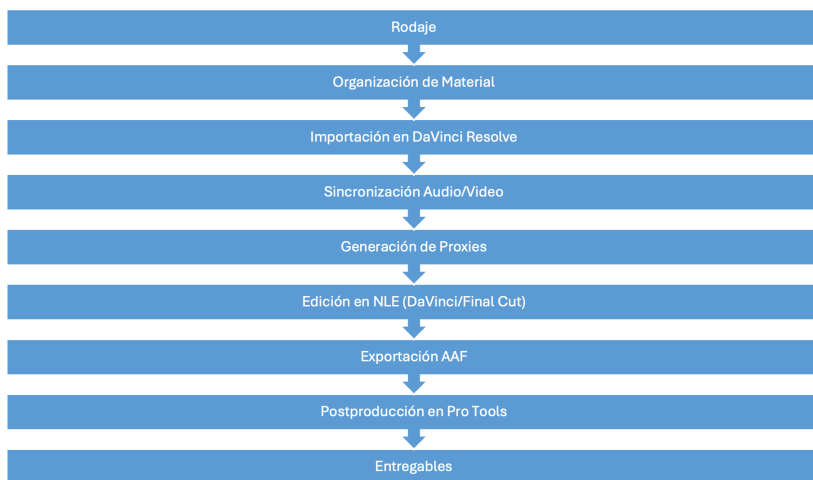 Rodaje
Organización de Material
Importación en DaVinci Resolve
Sincronización Audio/Video
Generación de Proxies
Edición en NLE (DaVinci/Final Cut)
Exportación AAF
Postproducción en Pro Tools
Entregables